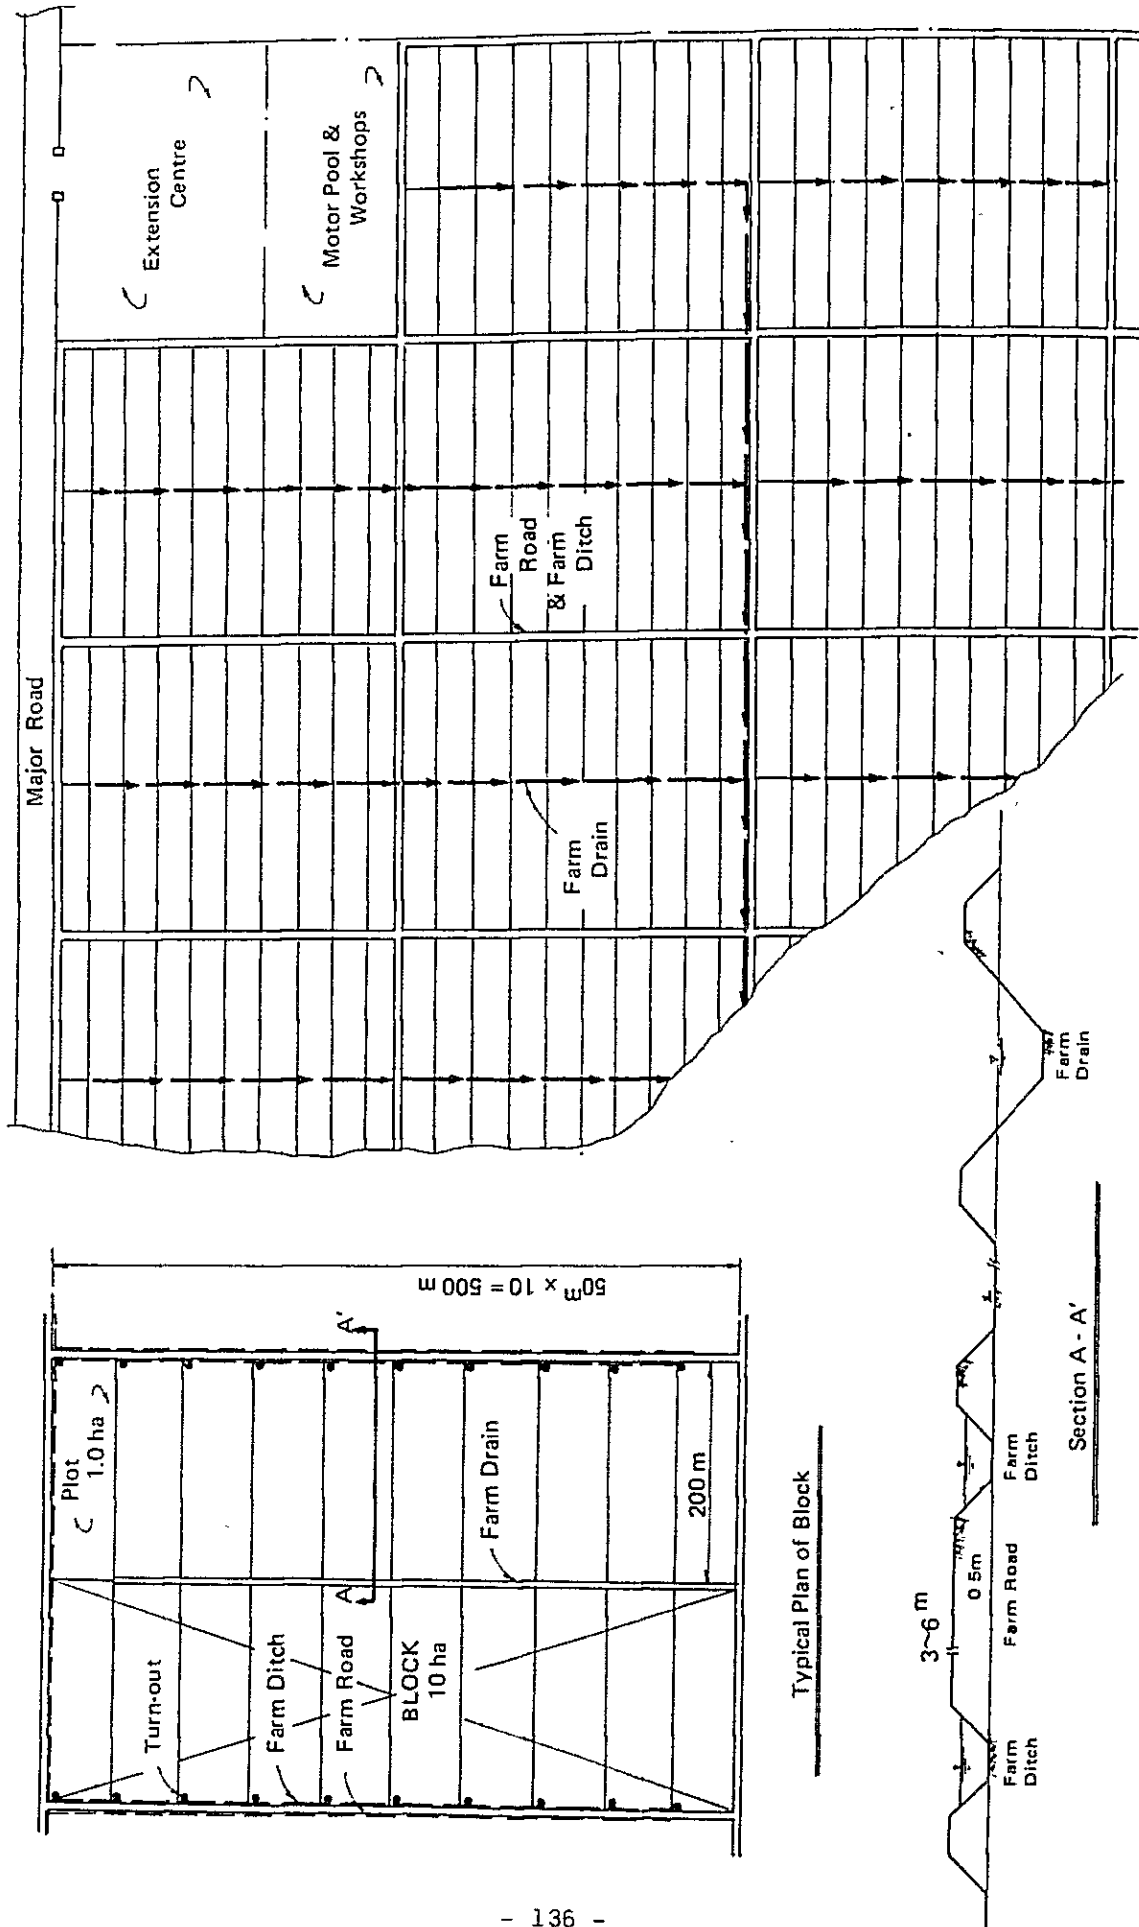 Major Road
Extension
Centre
Motor Pool &
Workshops
Farm
Road
& Farm
Ditch
Farm
Drain
Plot
1.0 ha
Turn-out
Farm Ditch
Farm Road
BLOCK
10 ha
A
A'
Farm Drain
200 m
50m x 10 = 500 m
Typical Plan of Block
3~6 m
0 5m
Farm
Ditch
Farm Road
Farm
Ditch
Farm
Drain
Section A - A'
- 136 -